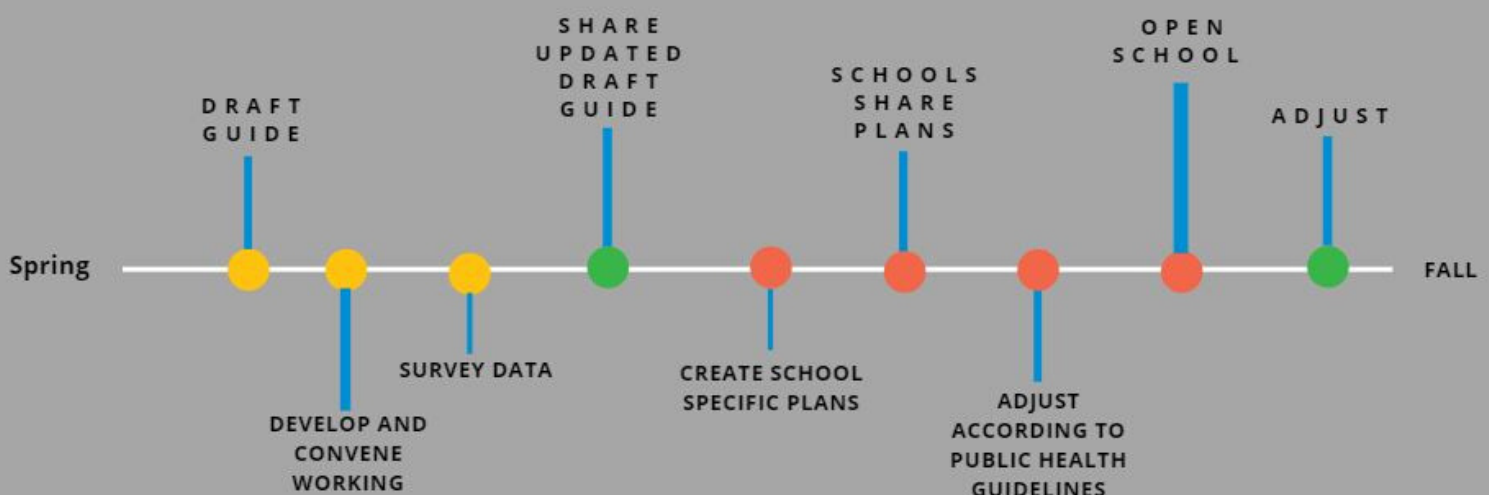 Spring
DRAFT
GUIDE
DEVELOP AND
CONVENE
WORKING
SURVEY DATA
SHARE
UPDATED
DRAFT
GUIDE
CREATE SCHOOL
SPECIFIC PLANS
SCHOOLS
SHARE
PLANS
ADJUST
ACCORDING TO
PUBLIC HEALTH
GUIDELINES
OPEN
SCHOOL
ADJUST
FALL